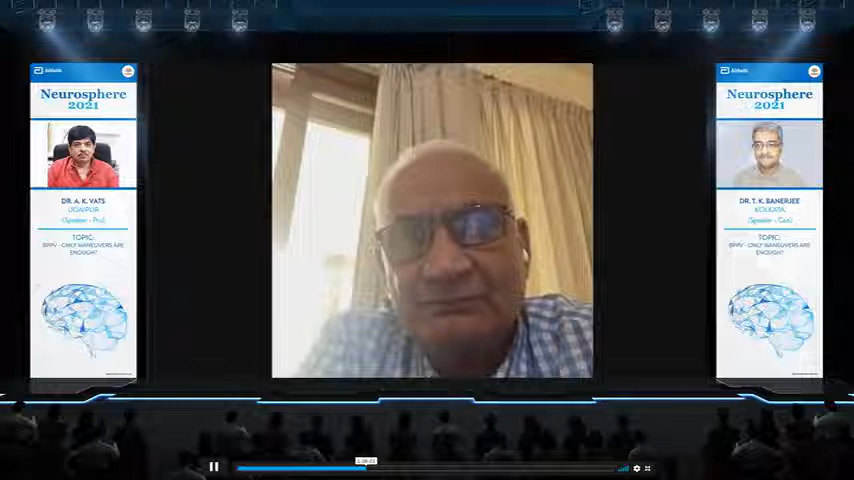 Abbott
Neurosphere
2021
DR. A. K. VATS
UDAIPUR
(Speaker - Pro)
TOPIC:
BPPV - ONLY MANEUVERS ARE
ENOUGH?
Abbott
Neurosphere
2021
DR. T. K. BANERJEE
KOLKATA
(Speaker - Con)
TOPIC:
BPPV - ONLY MANEUVERS ARE
ENOUGH?